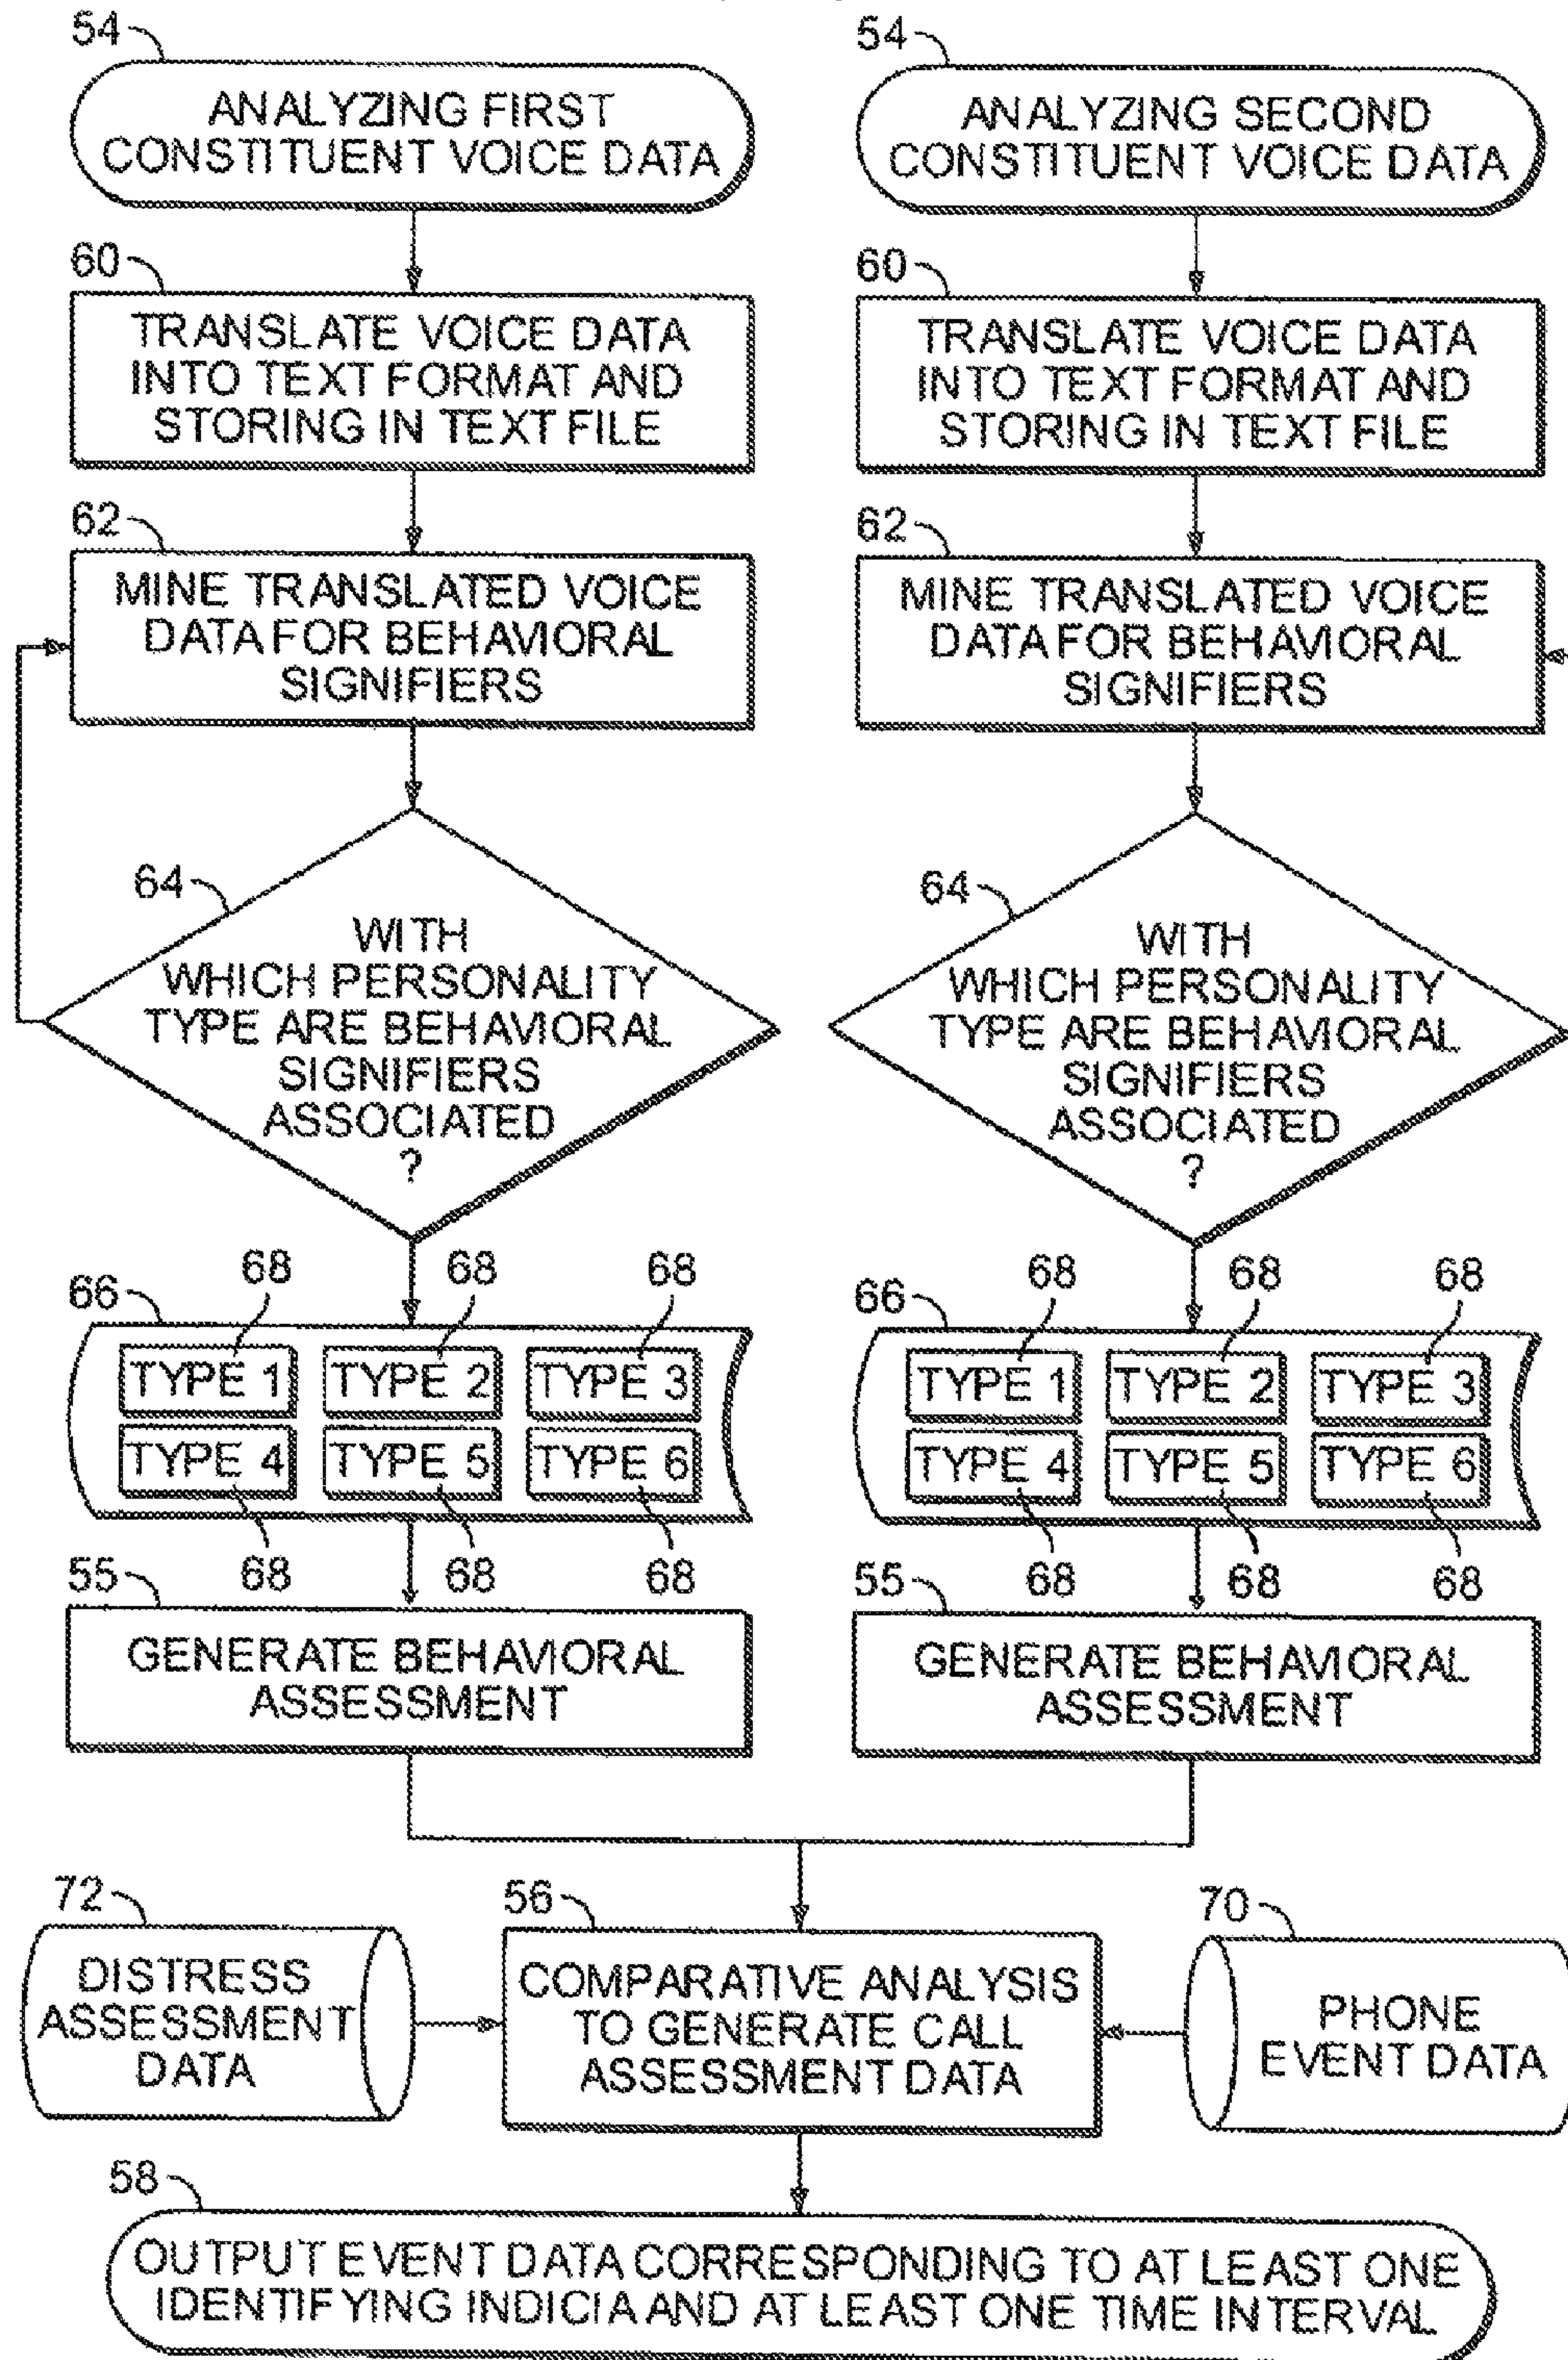 54
ANALYZING FIRST
CONSTITUENT VOICE DATA
60
TRANSLATE VOICE DATA
INTO TEXT FORMAT AND
STORING IN TEXT FILE
62
MINE TRANSLATED VOICE
DATA FOR BEHAVIORAL
SIGNIFIERS
64
WITH
WHICH PERSONALITY
TYPE ARE BEHAVIORAL
SIGNIFIERS
ASSOCIATED
?
66
68 68 68
TYPE 1 TYPE 2 TYPE 3
TYPE 4 TYPE 5 TYPE 6
68 68 68
55
GENERATE BEHAVIORAL
ASSESSMENT
54
ANALYZING SECOND
CONSTITUENT VOICE DATA
60
TRANSLATE VOICE DATA
INTO TEXT FORMAT AND
STORING IN TEXT FILE
62
MINE TRANSLATED VOICE
DATA FOR BEHAVIORAL
SIGNIFIERS
64
WITH
WHICH PERSONALITY
TYPE ARE BEHAVIORAL
SIGNIFIERS
ASSOCIATED
?
66
68 68 68
TYPE 1 TYPE 2 TYPE 3
TYPE 4 TYPE 5 TYPE 6
68 68 68
55
GENERATE BEHAVIORAL
ASSESSMENT
72
DISTRESS
ASSESSMENT
DATA
56
COMPARATIVE ANALYSIS
TO GENERATE CALL
ASSESSMENT DATA
70
PHONE
EVENT DATA
58
OUTPUT EVENT DATA CORRESPONDING TO AT LEAST ONE
IDENTIFYING INDICIA AND AT LEAST ONE TIME INTERVAL